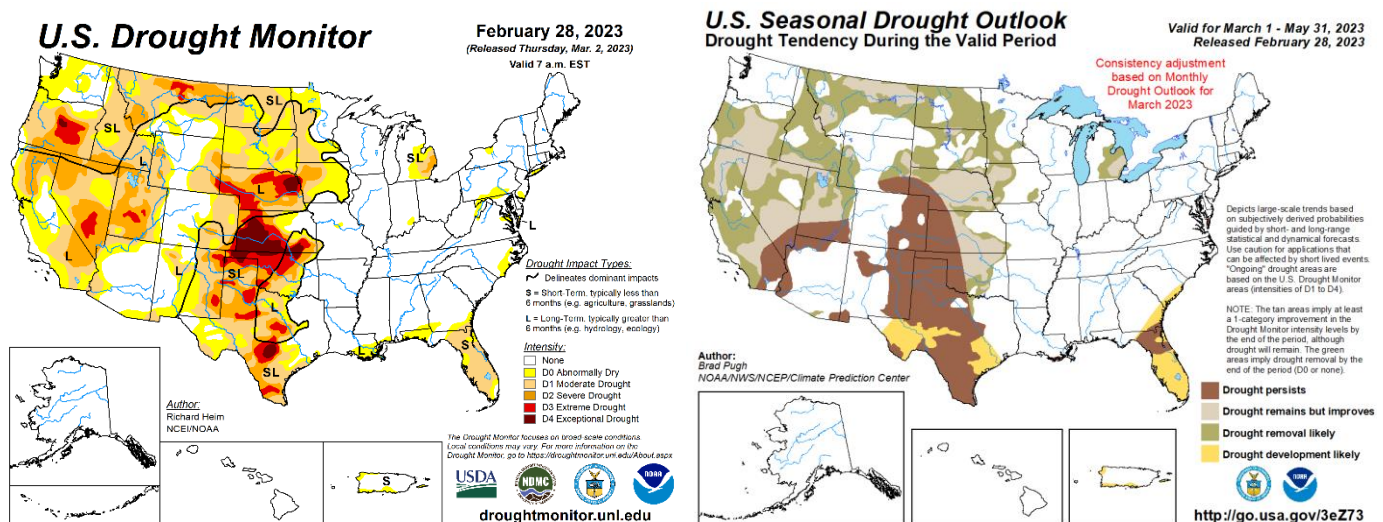 U.S. Drought Monitor
February 28, 2023
(Released Thursday, Mar. 2, 2023)
Valid 7 a.m. EST
SL
SL
SL
L
L
L
L
SL
L
L
S
L
SL
Drought Impact Types:
Delineates dominant impacts
S = Short-Term, typically less than
6 months (e.g. agriculture, grasslands)
L = Long-Term, typically greater than
6 months (e.g. hydrology, ecology)
Intensity:
None
D0 Abnormally Dry
D1 Moderate Drought
D2 Severe Drought
D3 Extreme Drought
D4 Exceptional Drought
Author:
Richard Heim
NCEI/NOAA
The Drought Monitor focuses on broad-scale conditions.
Local conditions may vary. For more information on the
Drought Monitor, go to https://droughtmonitor.unl.edu/About.aspx
S
USDA
NDMC
NOAA
droughtmonitor.unl.edu
U.S. Seasonal Drought Outlook
Drought Tendency During the Valid Period
Valid for March 1 - May 31, 2023
Released February 28, 2023
Consistency adjustment
based on Monthly
Drought Outlook for
March 2023
Depicts large-scale trends based
on subjectively derived probabilities
guided by short- and long-range
statistical and dynamical forecasts.
Use caution for applications that
can be affected by short lived events.
"Ongoing" drought areas are
based on the U.S. Drought Monitor
areas (intensities of D1 to D4).
NOTE: The tan areas imply at least
a 1-category improvement in the
Drought Monitor intensity levels by
the end of the period, although
drought will remain. The green
areas imply drought removal by the
end of the period (D0 or none).
Author:
Brad Pugh
NOAA/NWS/NCEP/Climate Prediction Center
Drought persists
Drought remains but improves
Drought removal likely
Drought development likely
NOAA
http://go.usa.gov/3eZ73